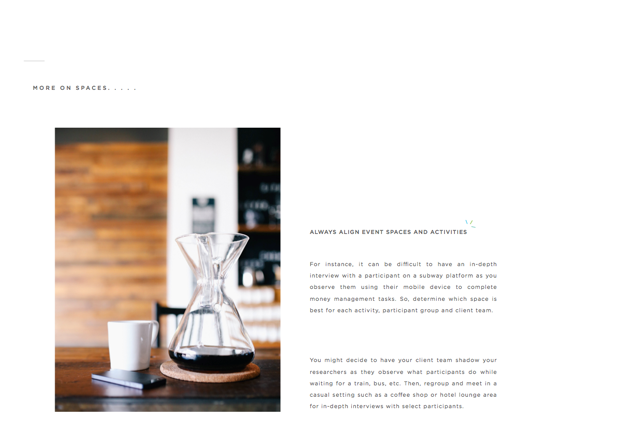 MORE ON SPACES. . . . .
ALWAYS ALIGN EVENT SPACES AND ACTIVITIES
For instance, it can be difficult to have an in-depth
interview with a participant on a subway platform as you
observe them using their mobile device to complete
money management tasks. So, determine which space is
best for each activity, participant group and client team.
You might decide to have your client team shadow your
researchers as they observe what participants do while
waiting for a train, bus, etc. Then, regroup and meet in a
casual setting such as a coffee shop or hotel lounge area
for in-depth interviews with select participants.